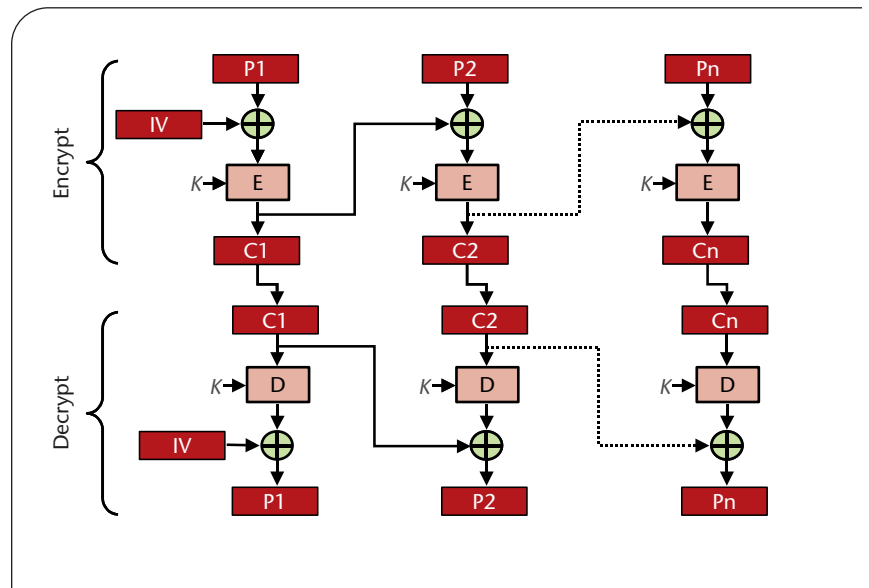 Encrypt
P1 P2 Pn
IV
K E K E K E
C1 C2 Cn
Decrypt
C1 C2 Cn
K D K D K D
IV
P1 P2 Pn